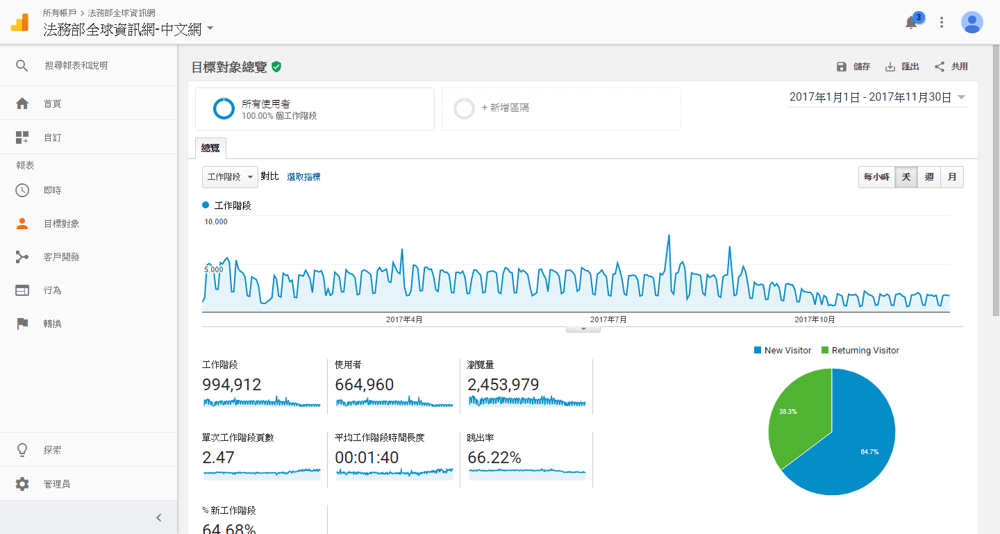 所有帳戶 > 法務部全球資訊網
法務部全球資訊網-中文網
3
搜尋報表和說明
首頁
自訂
報表
即時
目標對象
客戶開發
行為
轉換
探索
管理員
目標對象總覽
儲存
匯出
共用
所有使用者
100.00% 個工作階段
+ 新增區隔
2017年1月1日 - 2017年11月30日
總覽
工作階段
對比
選取指標
每小時
天
週
月
工作階段
10,000
5,000
2017年4月
2017年7月
2017年10月
工作階段
994,912
使用者
664,960
瀏覽量
2,453,979
單次工作階段頁數
2.47
平均工作階段時間長度
00:01:40
跳出率
66.22%
% 新工作階段
64.68%
New Visitor
Returning Visitor
35.3%
64.7%